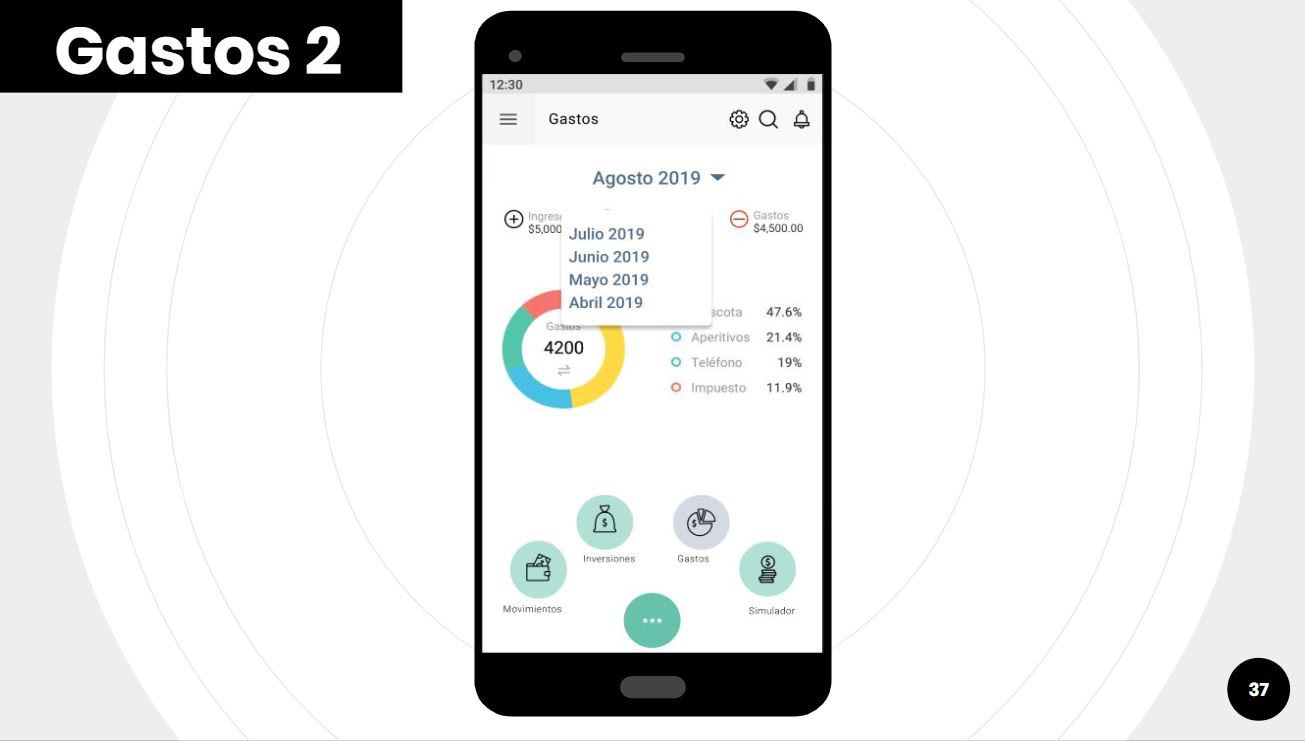 Gastos 2
12:30
Gastos
Agosto 2019
Gastos
$5,000
$4,500.00
Julio 2019
Junio 2019
Mayo 2019
Abril 2019
47.6%
Gastos
4200
Aperitivos 21.4%
Teléfono 19%
Impuesto 11.9%
Inversiones
Gastos
Movimientos
Simulador
37